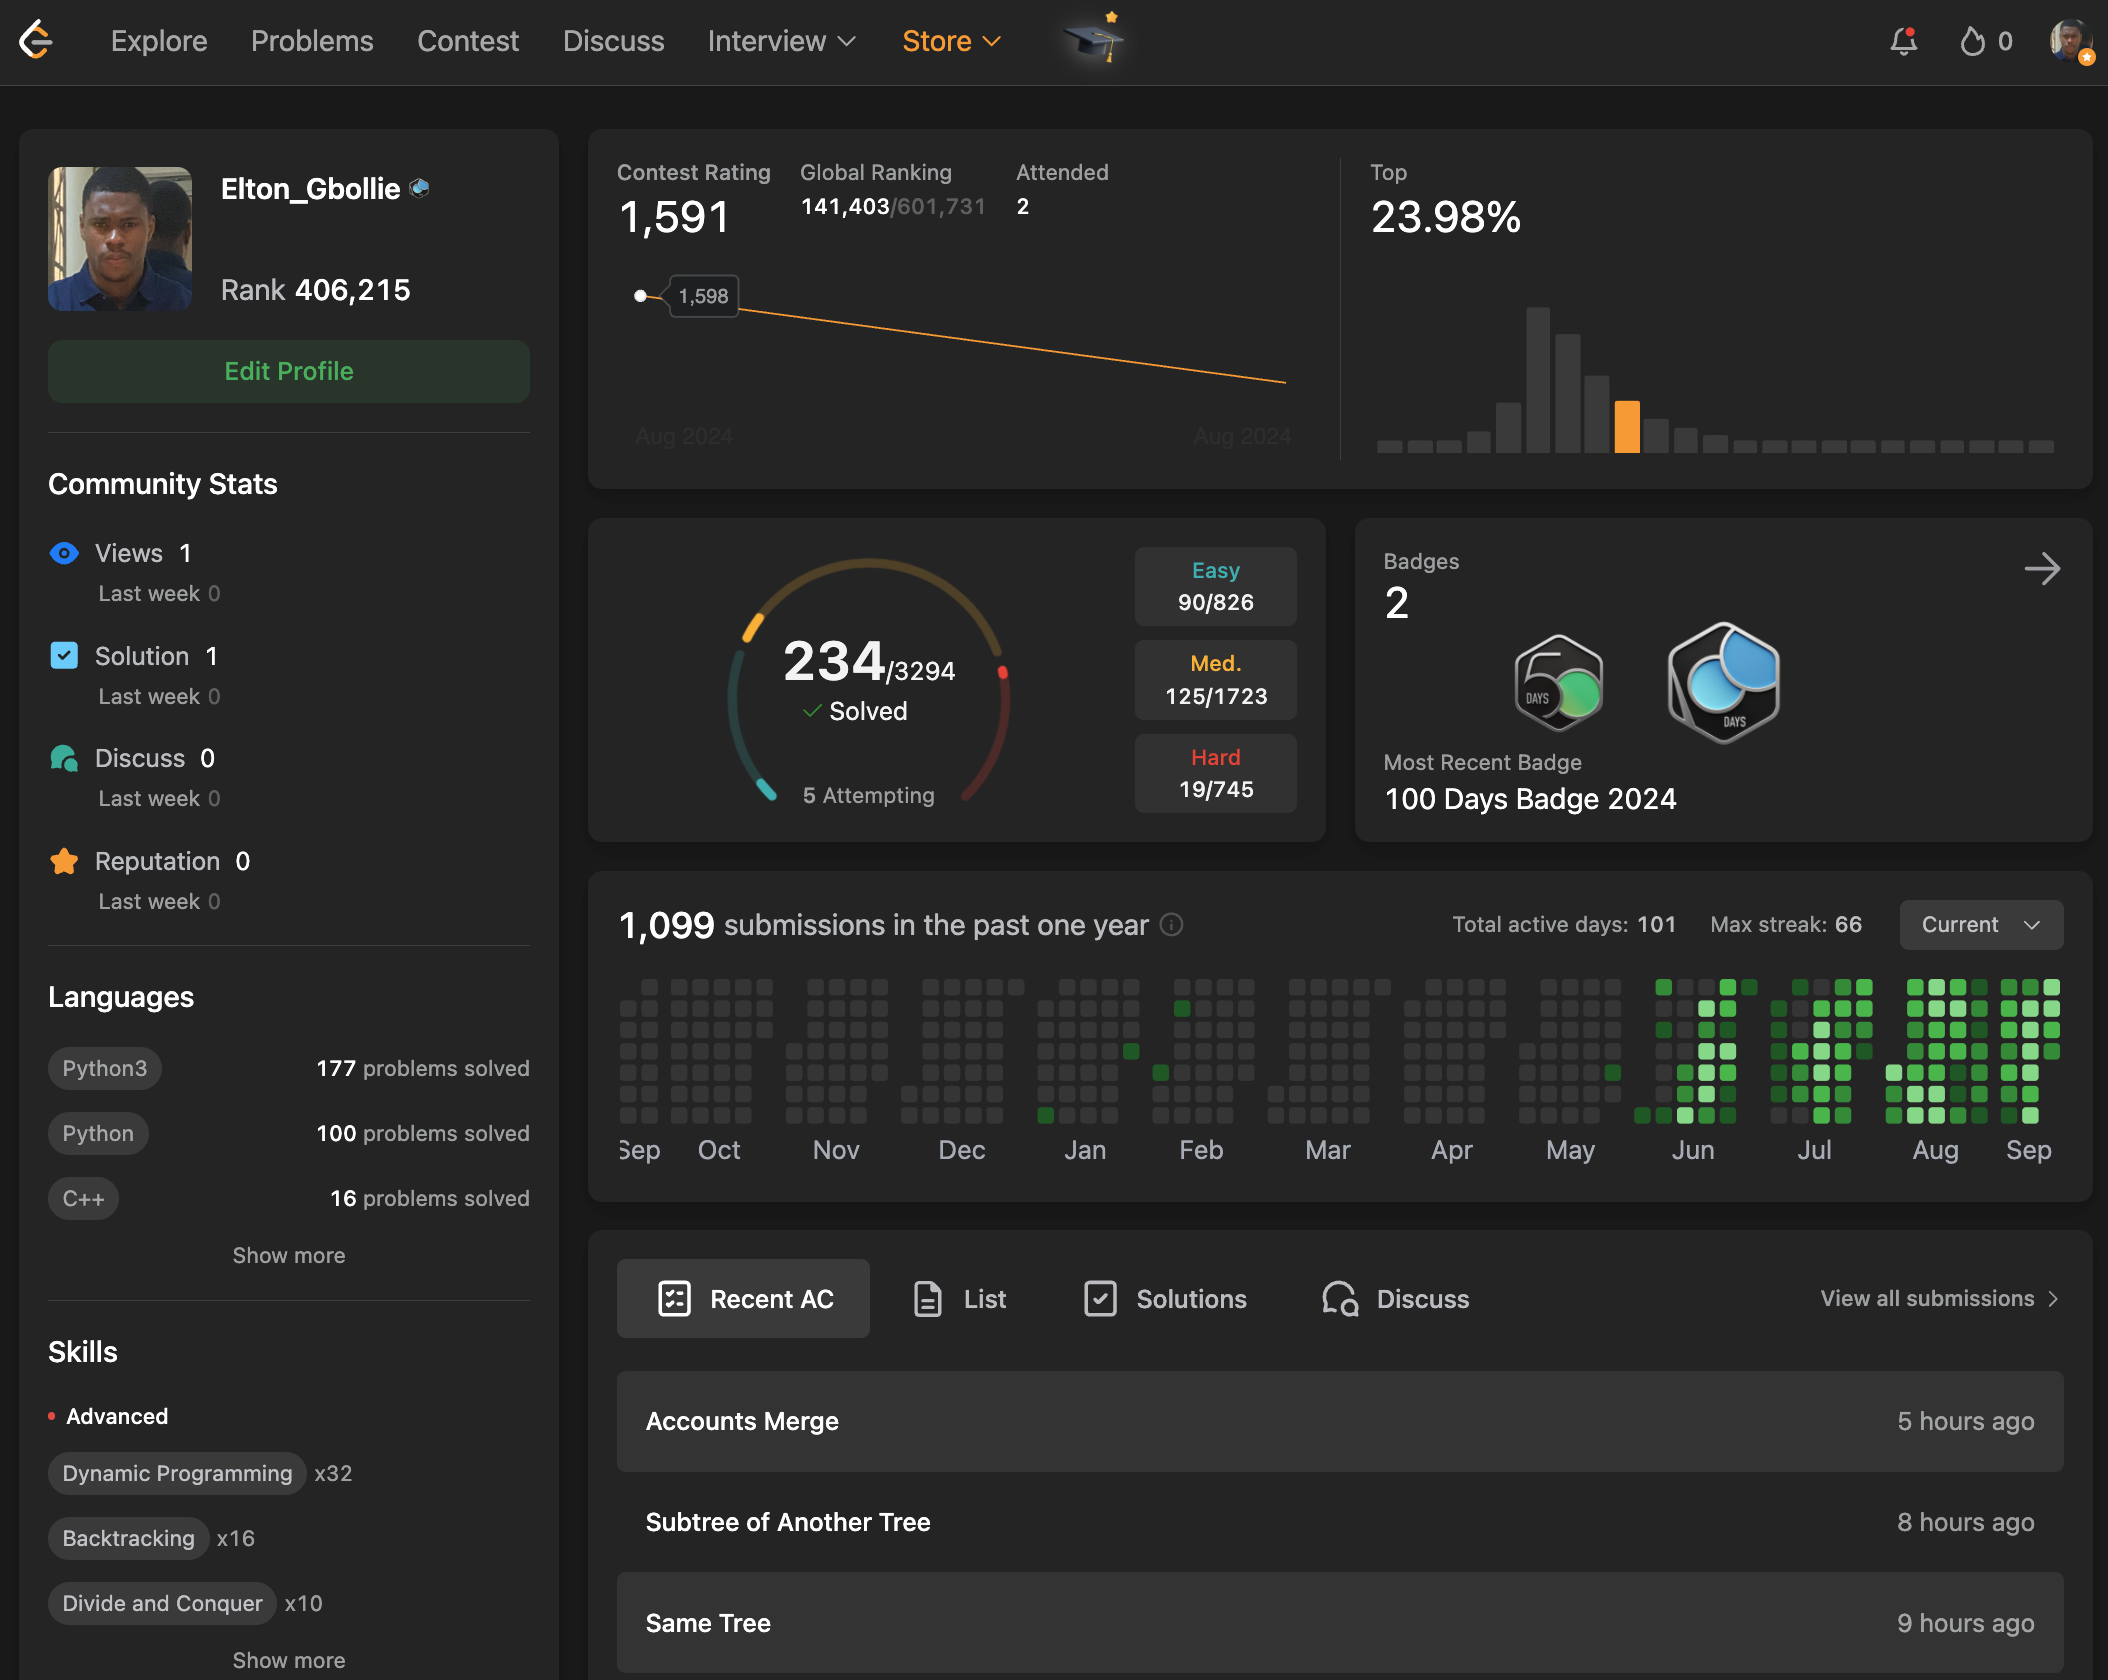 Explore Problems Contest Discuss Interview Store 0
Elton_Gbollie
Rank 406,215
Edit Profile
Community Stats
Views 1
Last week 0
Solution 1
Last week 0
Discuss 0
Last week 0
Reputation 0
Last week 0
Languages
Python3 177 problems solved
Python 100 problems solved
C++ 16 problems solved
Show more
Skills
Advanced
Dynamic Programming x32
Backtracking x16
Divide and Conquer x10
Show more
Contest Rating
1,591
Global Ranking
141,403/601,731
Attended
2
1,598
Aug 2024 Aug 2024
Top
23.98%
234/3294
Solved
5 Attempting
Easy
90/826
Med.
125/1723
Hard
19/745
Badges
2
50
DAYS
DAYS
Most Recent Badge
100 Days Badge 2024
1,099 submissions in the past one year
Total active days: 101 Max streak: 66 Current
Sep Oct Nov Dec Jan Feb Mar Apr May Jun Jul Aug Sep
Recent AC List Solutions Discuss View all submissions
Accounts Merge 5 hours ago
Subtree of Another Tree 8 hours ago
Same Tree 9 hours ago